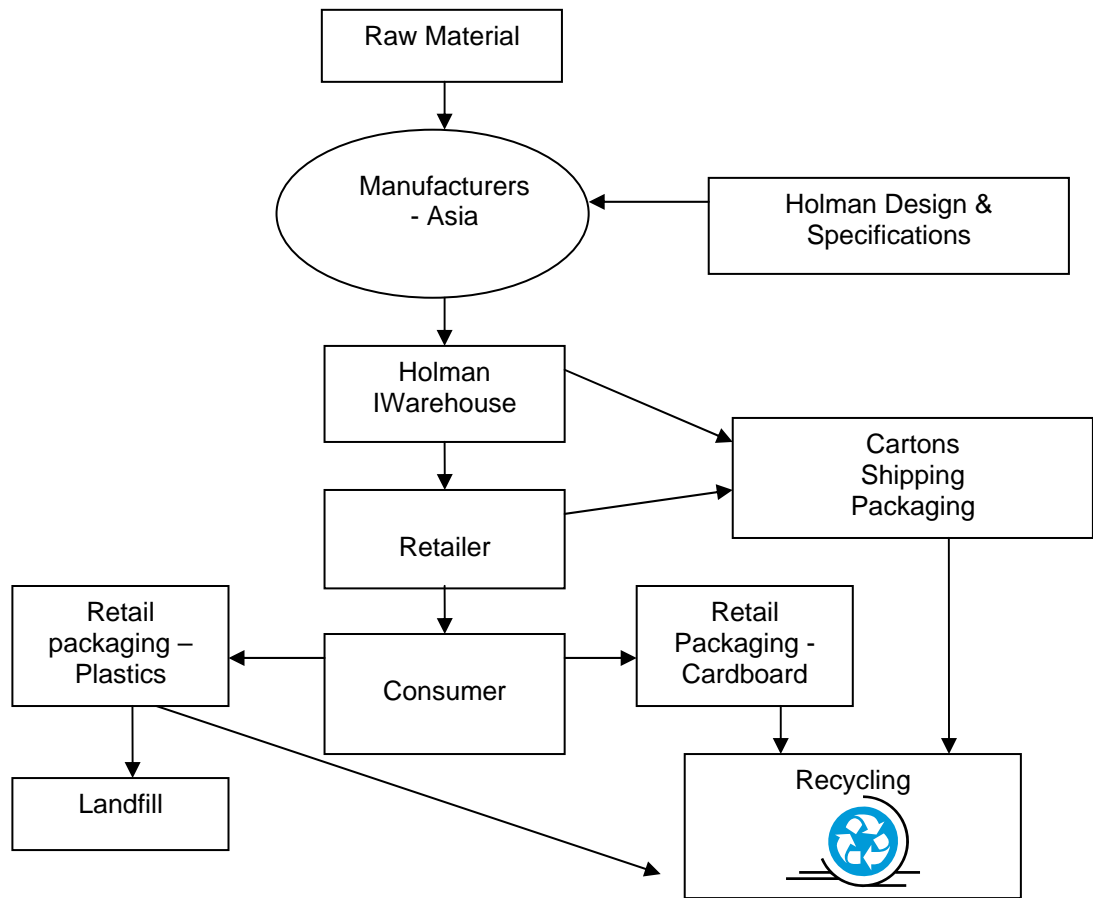 Raw Material
Manufacturers
- Asia
Holman Design &
Specifications
Holman
IWarehouse
Cartons
Shipping
Packaging
Retailer
Retail
packaging –
Plastics
Retail
Packaging -
Cardboard
Consumer
Landfill
Recycling